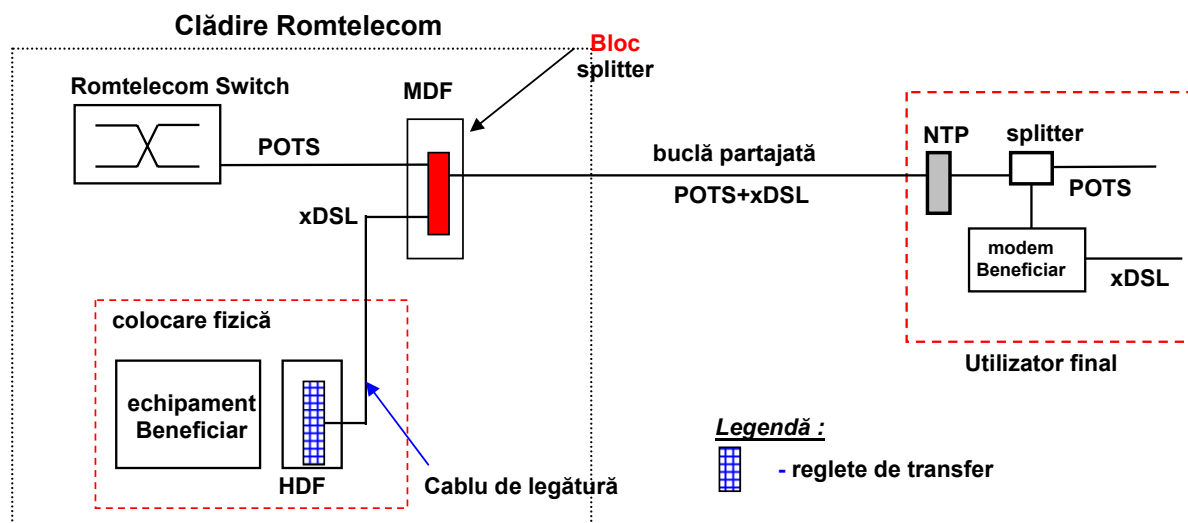 Clădire Romtelecom
Bloc
splitter
Romtelecom Switch
MDF
POTS
xDSL
buclă partajată
POTS+xDSL
NTP
splitter
POTS
modem
Beneficiar
xDSL
Utilizator final
colocare fizică
echipament
Beneficiar
HDF
Cablu de legătură
Legendă :
- reglete de transfer